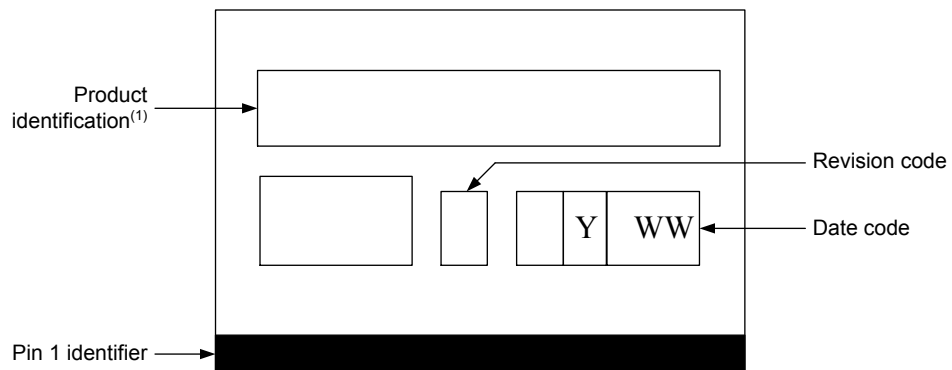 Product
identification(1)
Revision code
Y WW
Date code
Pin 1 identifier